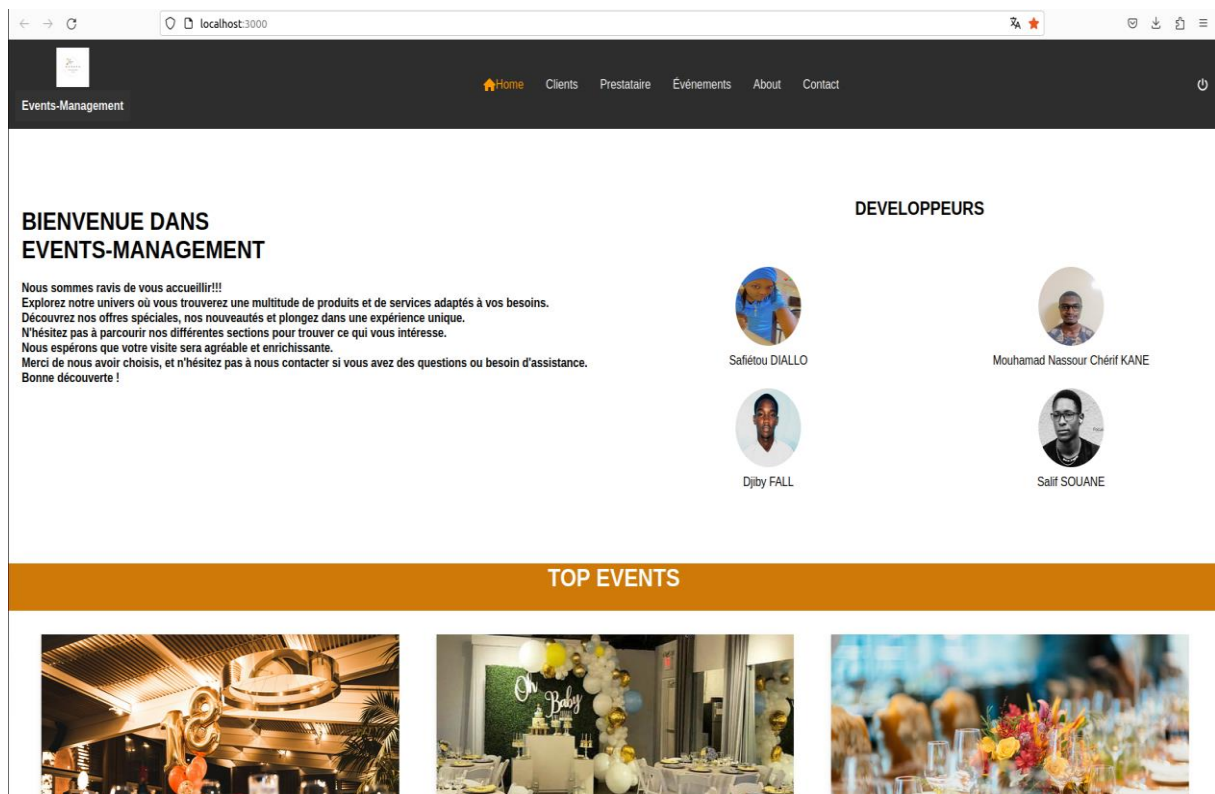 localhost:3000
Events-Management
Home Clients Prestataire Événements About Contact
BIENVENUE DANS
EVENTS-MANAGEMENT
Nous sommes ravis de vous accueillir!!!
Explorez notre univers où vous trouverez une multitude de produits et de services adaptés à vos besoins.
Découvrez nos offres spéciales, nos nouveautés et plongez dans une expérience unique.
N'hésitez pas à parcourir nos différentes sections pour trouver ce qui vous intéresse.
Nous espérons que votre visite sera agréable et enrichissante.
Merci de nous avoir choisis, et n'hésitez pas à nous contacter si vous avez des questions ou besoin d'assistance.
Bonne découverte !
DEVELOPPEURS
Safiétou DIALLO
Mouhamad Nassour Chérif KANE
Djiby FALL
Salif SOUANE
TOP EVENTS
18
Oh
Baby